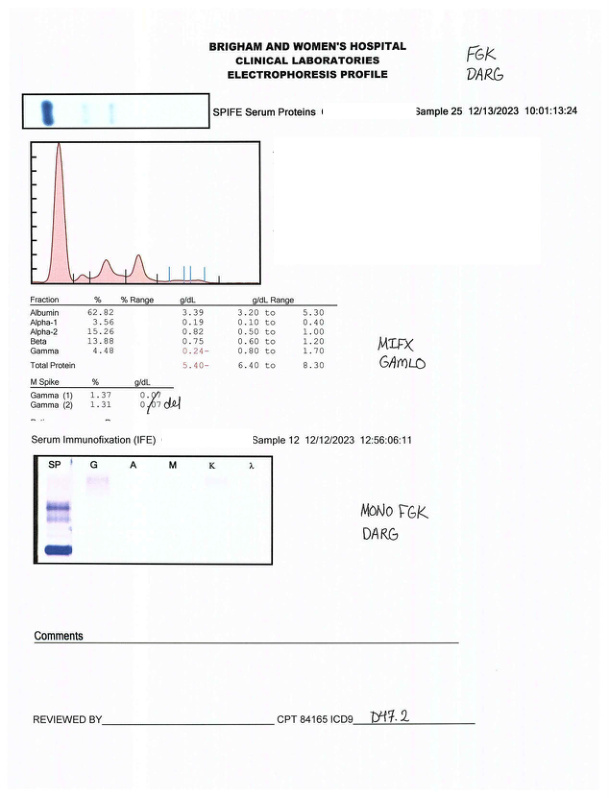 BRIGHAM AND WOMEN'S HOSPITAL
CLINICAL LABORATORIES
ELECTROPHORESIS PROFILE
FGK
DARG
SPIFE Serum Proteins Sample 25 12/13/2023 10:01:13:24
Fraction % % Range g/dL g/dL Range
Albumin 62.82 3.39 3.20 to 5.30
Alpha-1 3.56 0.19 0.10 to 0.40
Alpha-2 15.26 0.82 0.50 to 1.00
Beta 13.88 0.75 0.60 to 1.20
Gamma 4.48 0.24- 0.80 to 1.70
Total Protein 5.40- 6.40 to 8.30
MIFX
GAMLO
M Spike % g/dL
Gamma (1) 1.37 0.07
Gamma (2) 1.31 0.07 del
Serum Immunofixation (IFE) Sample 12 12/12/2023 12:56:06:11
SP G A M K λ
MONO FGK
DARG
Comments
REVIEWED BY CPT 84165 ICD9 D47.2